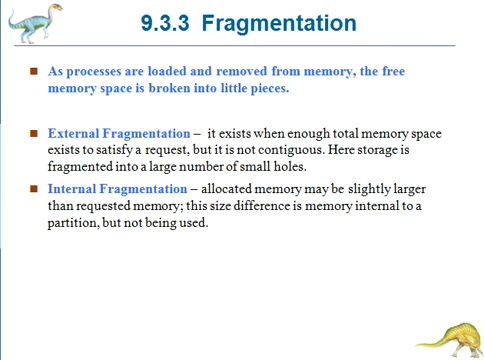 9.3.3 Fragmentation
As processes are loaded and removed from memory, the free
memory space is broken into little pieces.
External Fragmentation – it exists when enough total memory space
exists to satisfy a request, but it is not contiguous. Here storage is
fragmented into a large number of small holes.
Internal Fragmentation – allocated memory may be slightly larger
than requested memory; this size difference is memory internal to a
partition, but not being used.